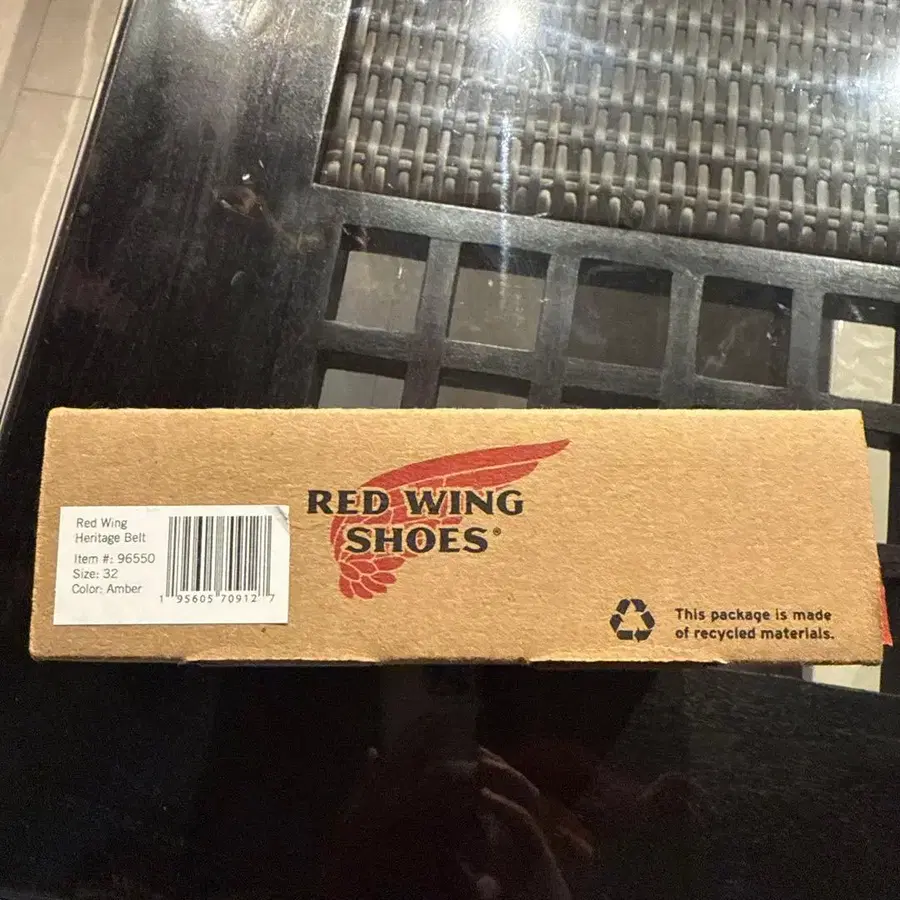 Red Wing
Heritage Belt
Item #: 96550
Size: 32
Color: Amber
1 95605 70912 7
RED WING
SHOES®
This package is made
of recycled materials.